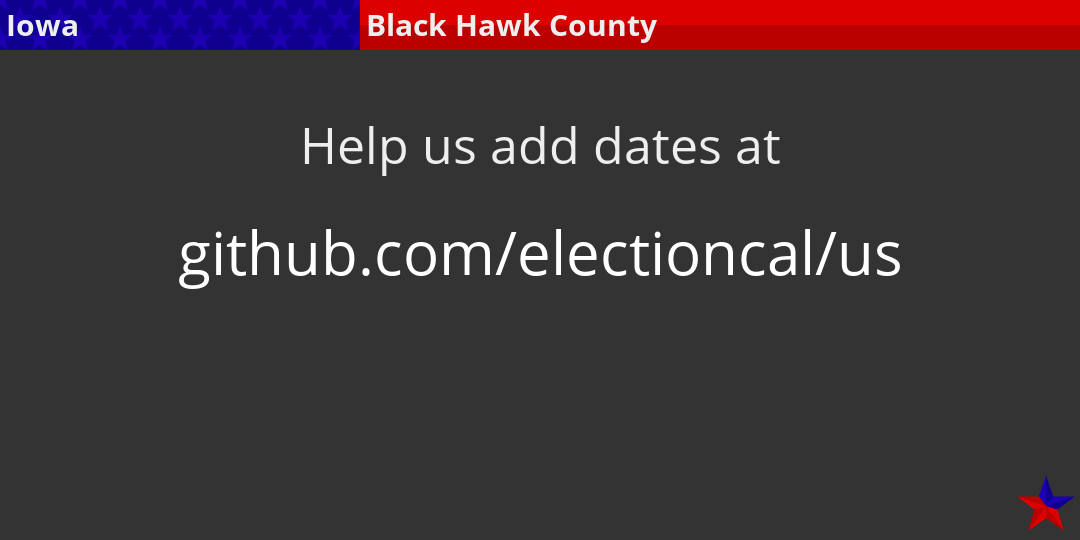 Iowa
Black Hawk County
Help us add dates at
github.com/electioncal/us